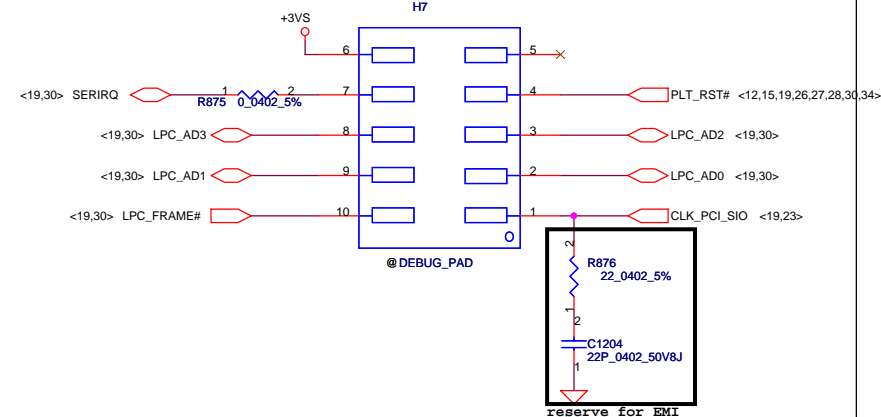 H7
+3VS
6 5
<19,30> SERIRQ 1 2 7 4 PLT_RST# <12,15,19,26,27,28,30,34>
R875 0_0402_5%
<19,30> LPC_AD3 8 3 LPC_AD2 <19,30>
<19,30> LPC_AD1 9 2 LPC_AD0 <19,30>
<19,30> LPC_FRAME# 10 1 CLK_PCI_SIO <19,23>
@ DEBUG_PAD
2
R876
22_0402_5%
1
2
C1204
22P_0402_50V8J
1
reserve for EMI